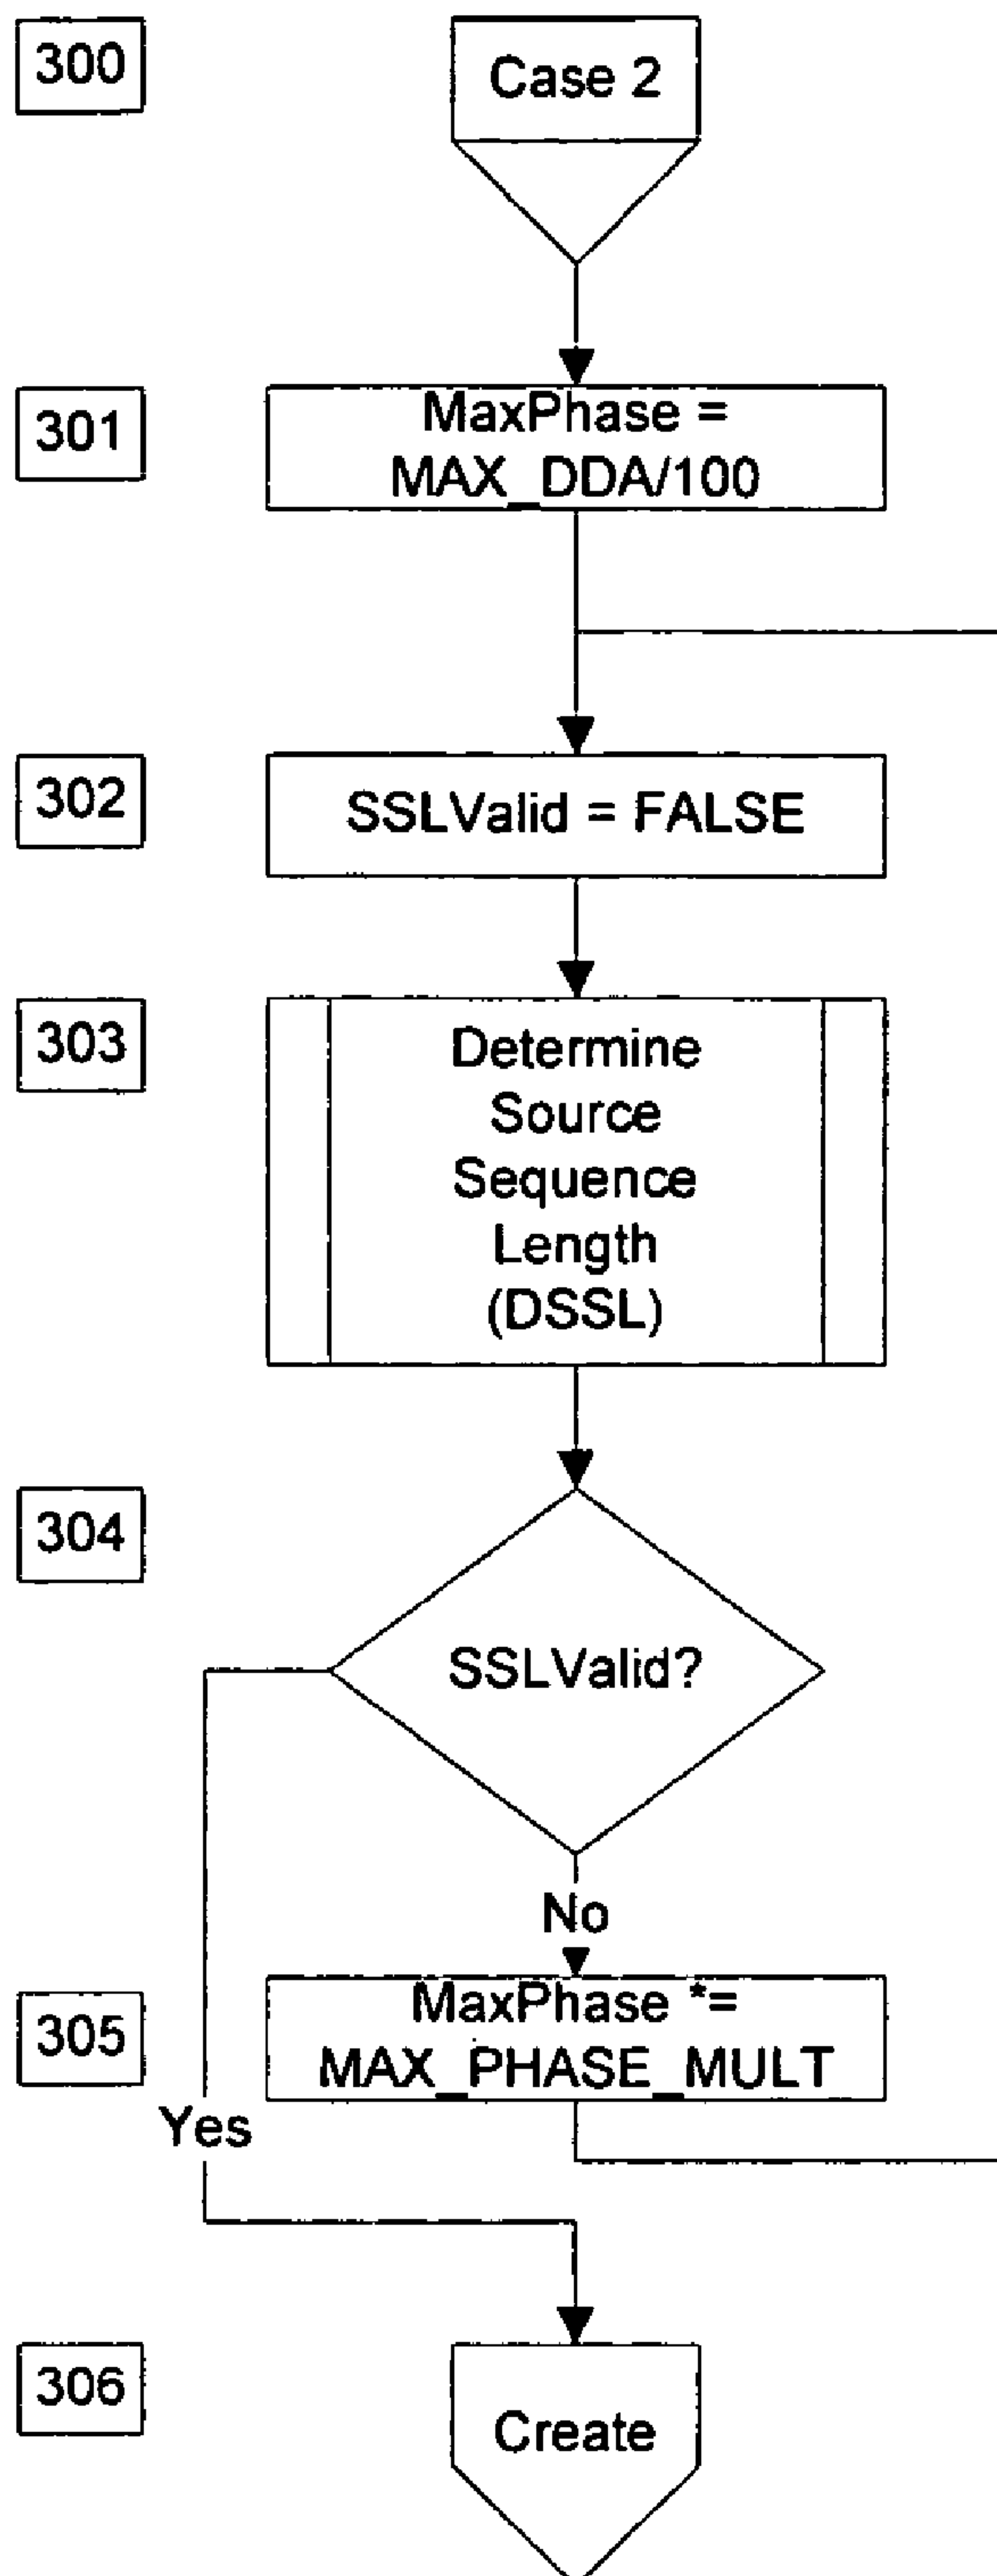 300
Case 2
301
MaxPhase =
MAX_DDA/100
302
SSLValid = FALSE
303
Determine
Source
Sequence
Length
(DSSL)
304
SSLValid?
No
305
MaxPhase *=
MAX_PHASE_MULT
Yes
306
Create